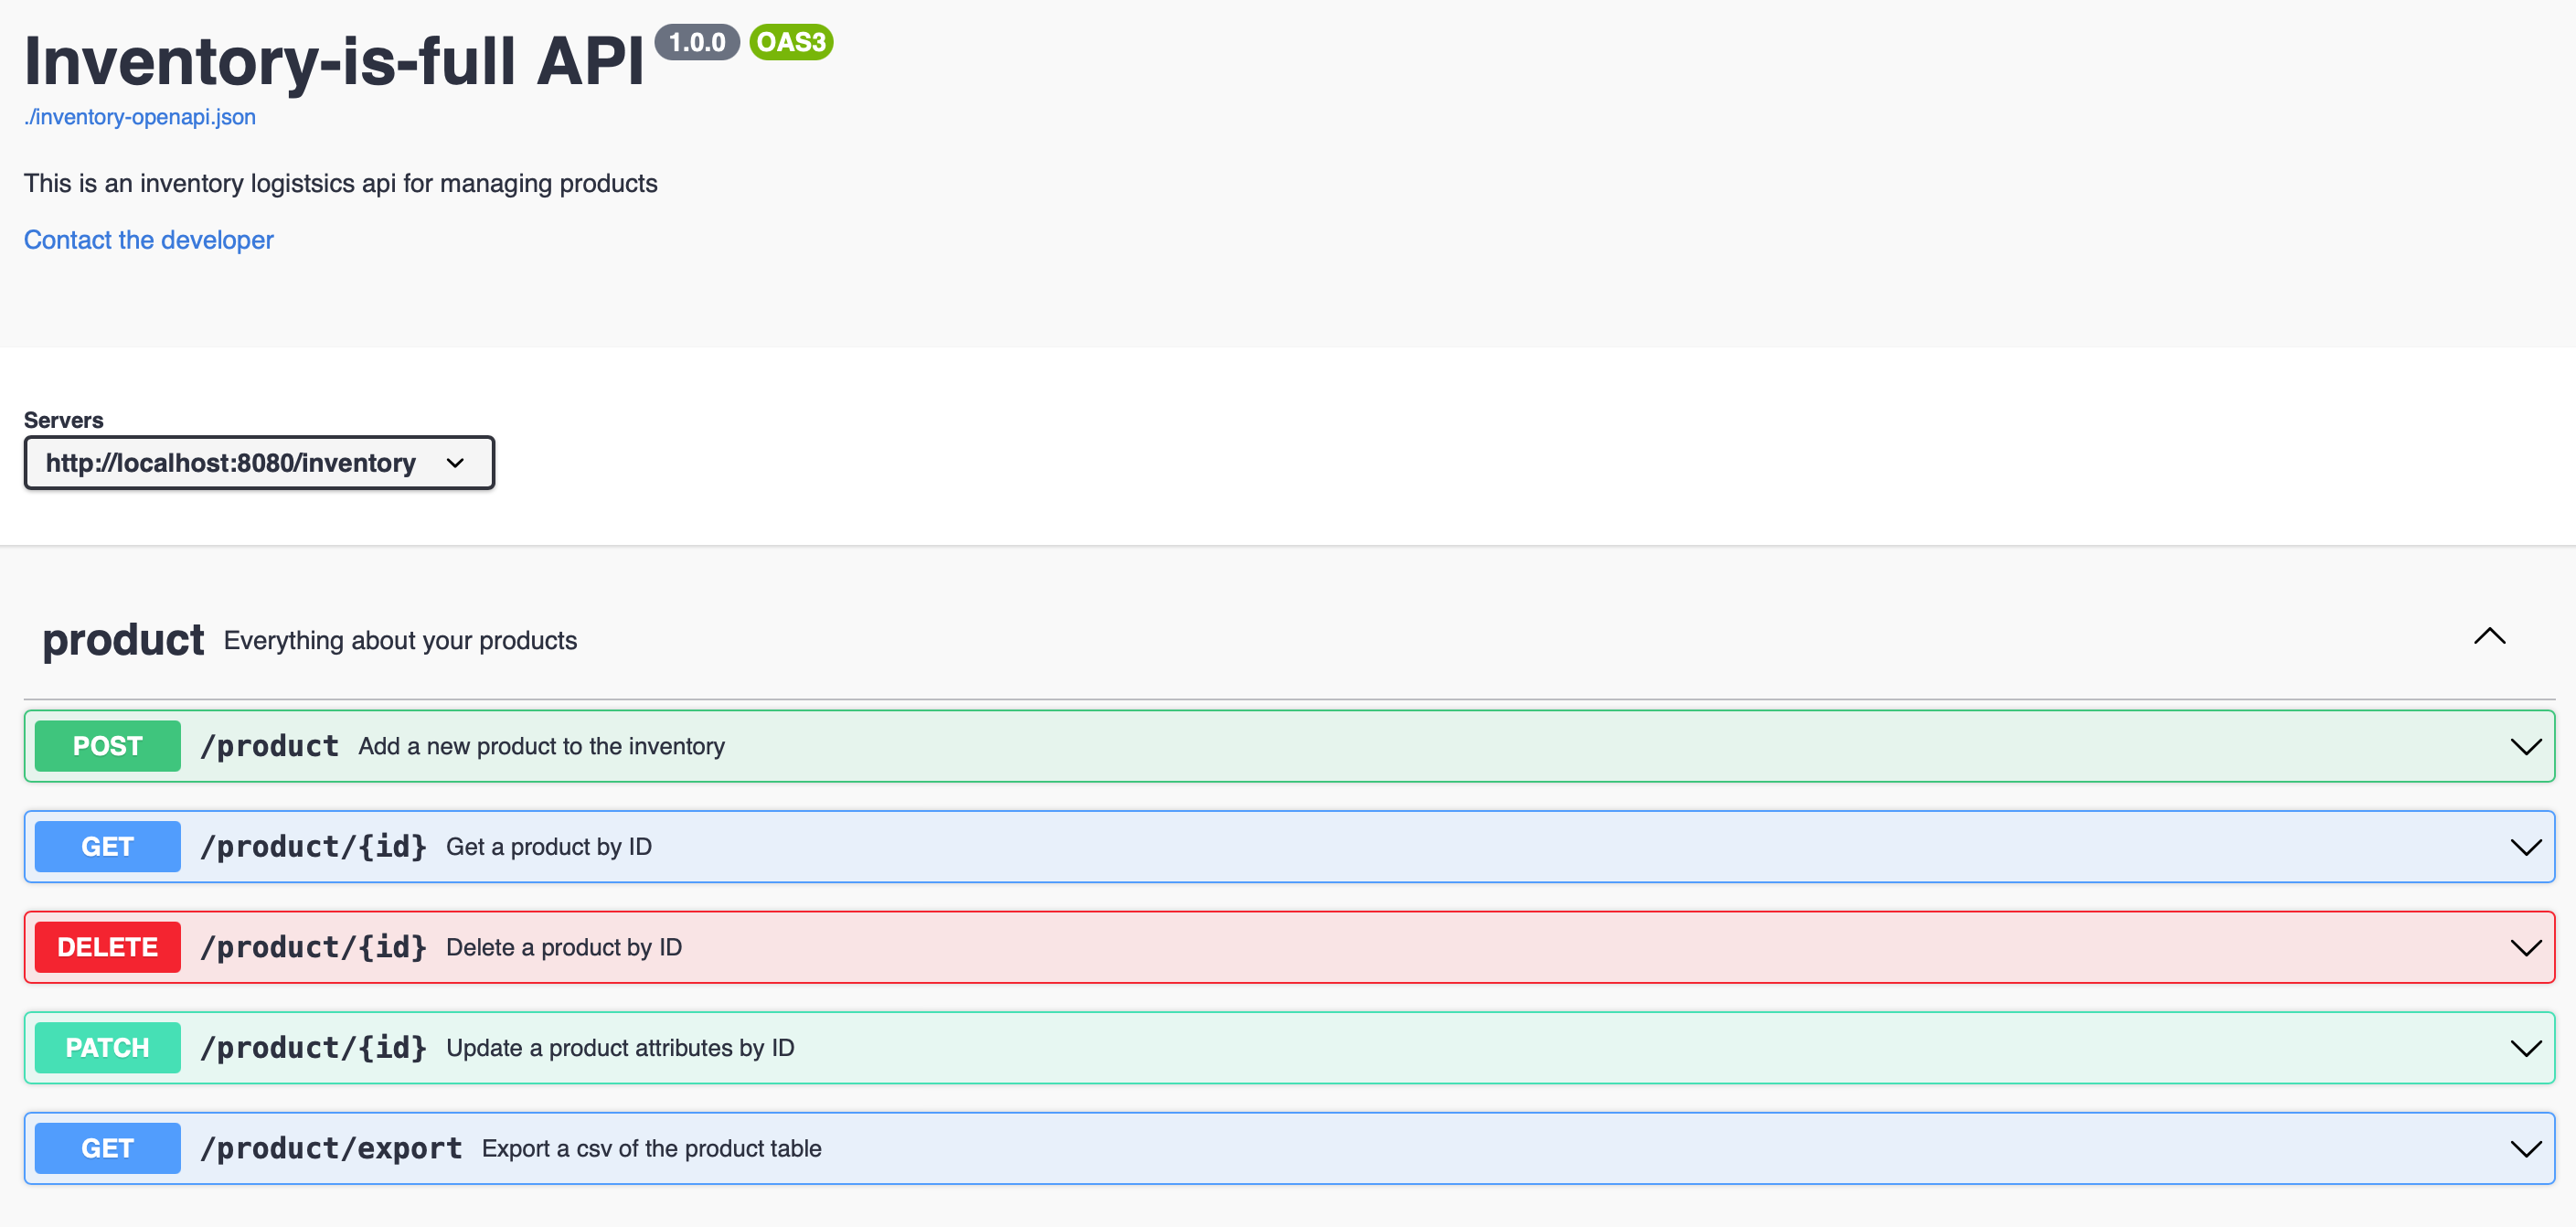 Inventory-is-full API 1.0.0 OAS3
./inventory-openapi.json
This is an inventory logistsics api for managing products
Contact the developer
Servers
http://localhost:8080/inventory
product Everything about your products
POST /product Add a new product to the inventory
GET /product/{id} Get a product by ID
DELETE /product/{id} Delete a product by ID
PATCH /product/{id} Update a product attributes by ID
GET /product/export Export a csv of the product table